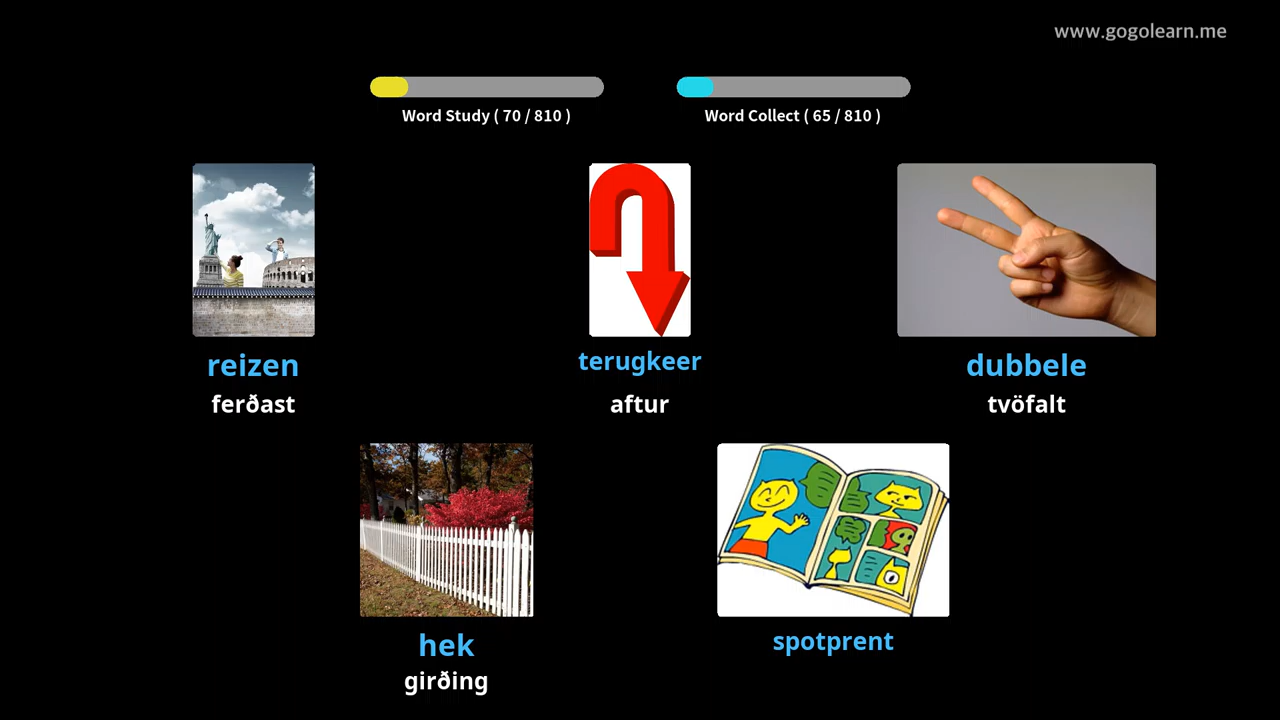 www.gogolearn.me
Word Study ( 70 / 810 )
Word Collect ( 65 / 810 )
reizen
ferðast
terugkeer
aftur
dubbele
tvöfalt
hek
girðing
spotprent